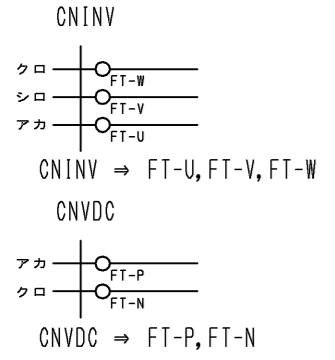 CNINV
クロ
FT-W
シロ
FT-V
アカ
FT-U
CNINV ⇒ FT-U,FT-V,FT-W
CNVDC
アカ
FT-P
クロ
FT-N
CNVDC ⇒ FT-P,FT-N